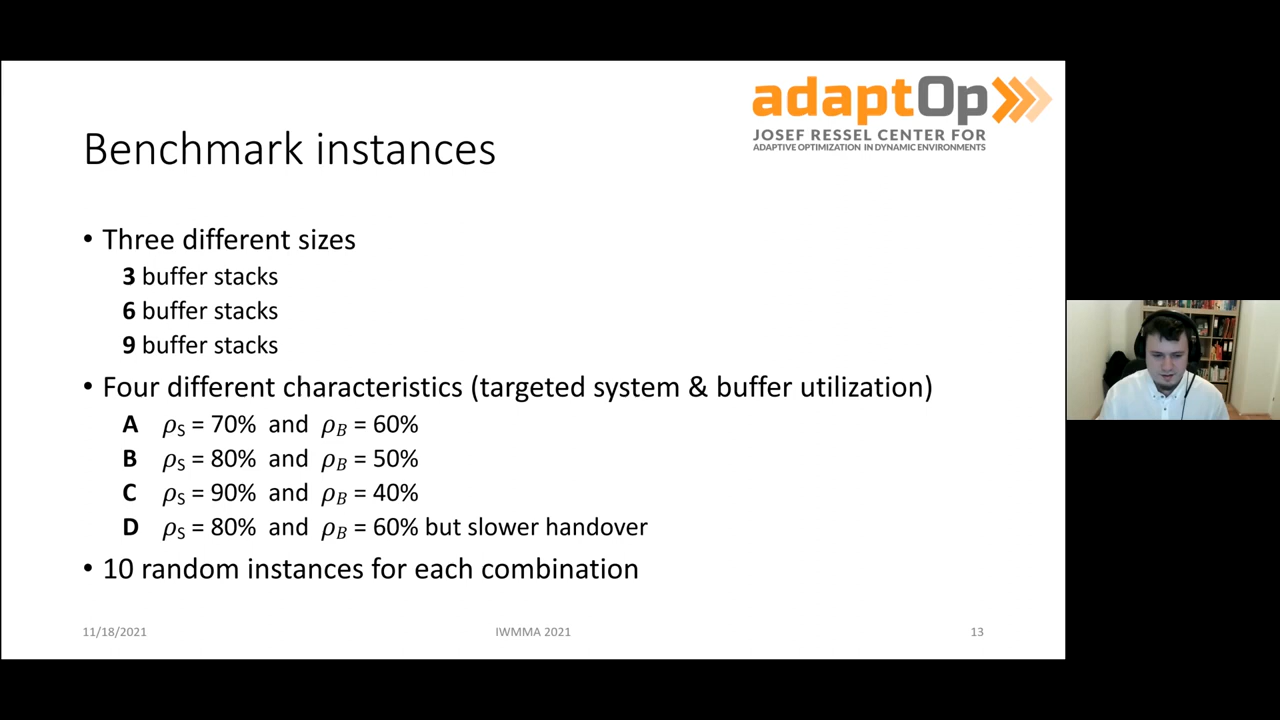 adaptOp
JOSEF RESSEL CENTER FOR
ADAPTIVE OPTIMIZATION IN DYNAMIC ENVIRONMENTS
Benchmark instances
• Three different sizes
3 buffer stacks
6 buffer stacks
9 buffer stacks
• Four different characteristics (targeted system & buffer utilization)
A ρS = 70% and ρB = 60%
B ρS = 80% and ρB = 50%
C ρS = 90% and ρB = 40%
D ρS = 80% and ρB = 60% but slower handover
• 10 random instances for each combination
11/18/2021 IWMMA 2021 13